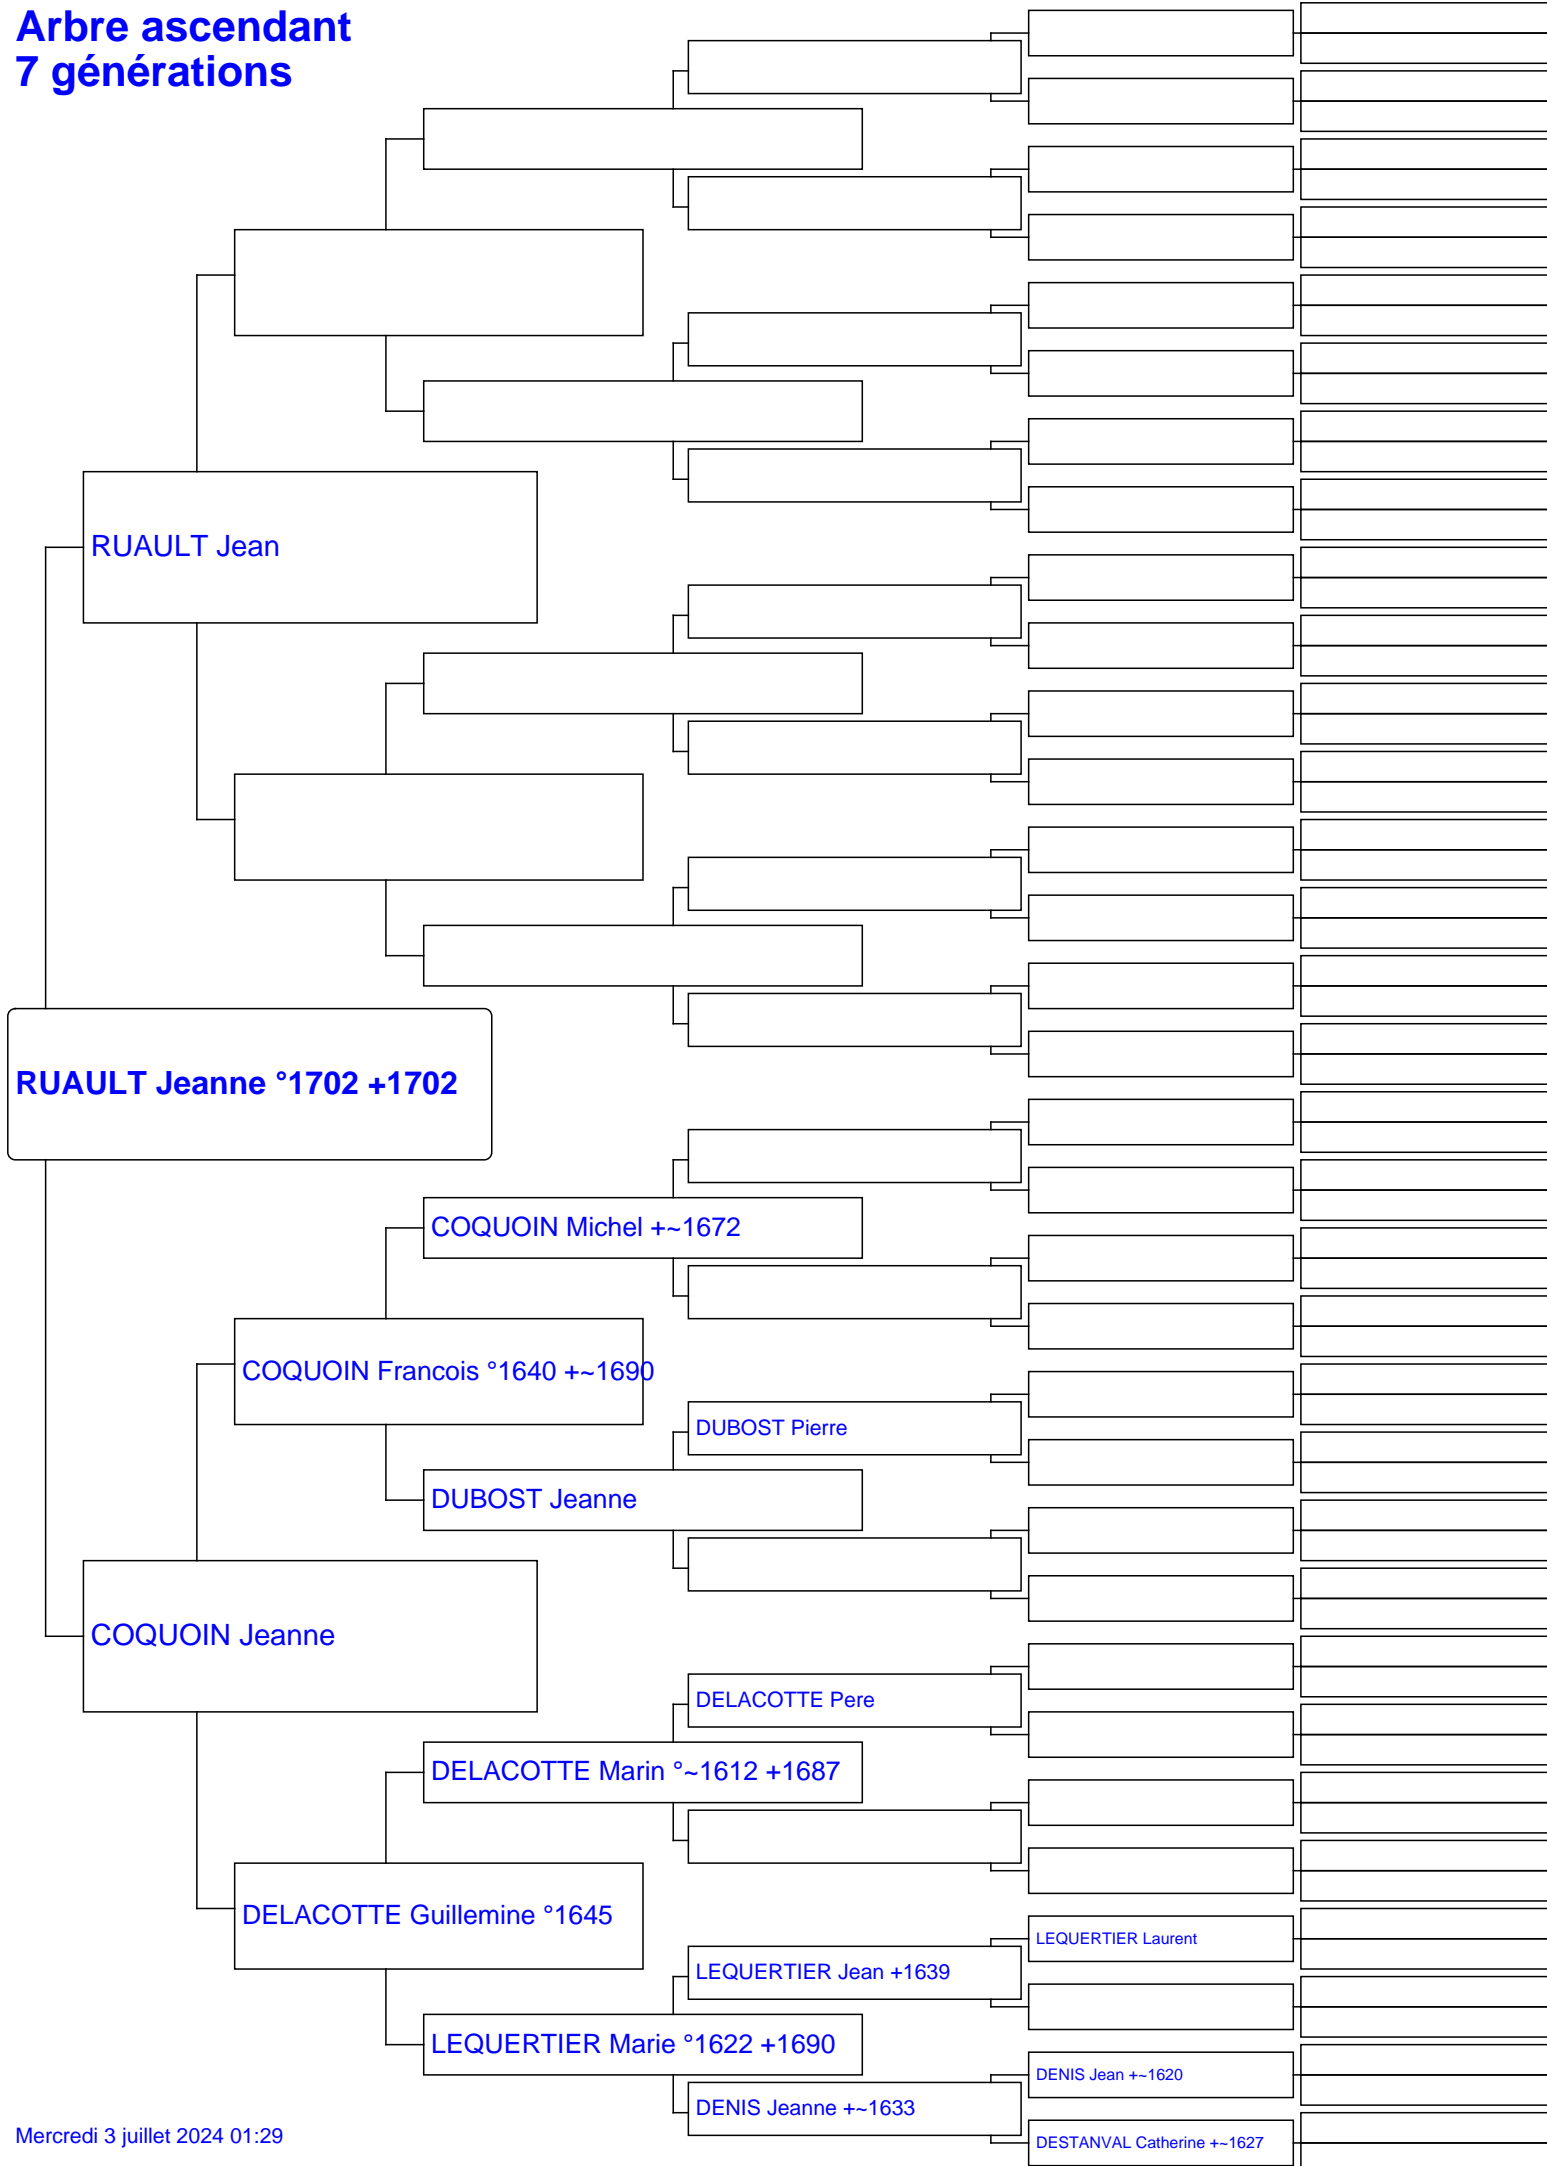 Arbre ascendant
7 générations
RUAULT Jean
RUAULT Jeanne °1702 +1702
COQUOIN Michel +~1672
COQUOIN Francois °1640 +~1690
DUBOST Pierre
DUBOST Jeanne
COQUOIN Jeanne
DELACOTTE Pere
DELACOTTE Marin °~1612 +1687
DELACOTTE Guillemine °1645
LEQUERTIER Laurent
LEQUERTIER Jean +1639
LEQUERTIER Marie °1622 +1690
DENIS Jean +~1620
DENIS Jeanne +~1633
DESTANVAL Catherine +~1627
Mercredi 3 juillet 2024 01:29